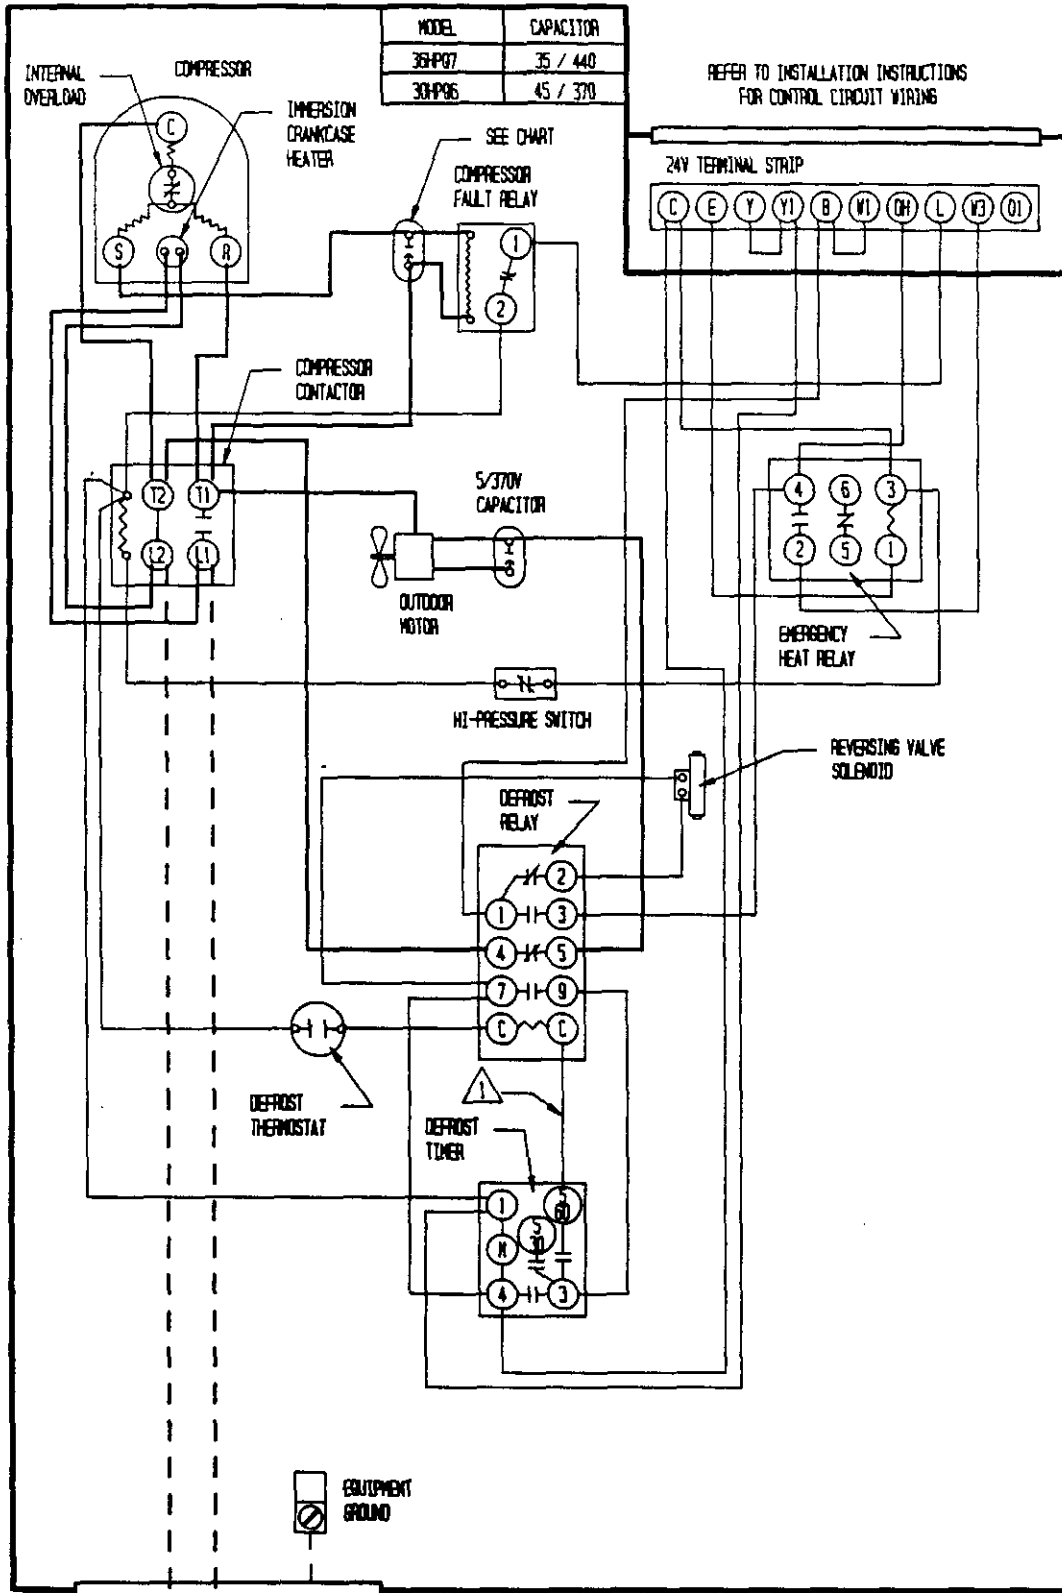 MODEL CAPACITOR
36HPQ7 35 / 440
30HPQ6 45 / 370
INTERNAL
OVERLOAD
COMPRESSOR
IMMERSION
CRANKCASE
HEATER
SEE CHART
COMPRESSOR
FAULT RELAY
REFER TO INSTALLATION INSTRUCTIONS
FOR CONTROL CIRCUIT WIRING
24V TERMINAL STRIP
C E Y Y1 B W1 OH L W3 O1
C
S R
1
2
COMPRESSOR
CONTACTOR
T2 T1
L2 L1
5/370V
CAPACITOR
OUTDOOR
MOTOR
4 6 3
2 5 1
EMERGENCY
HEAT RELAY
HI-PRESSURE SWITCH
REVERSING VALVE
SOLENOID
DEFROST
RELAY
2
1 3
4 5
7 9
C C
1
DEFROST
THERMOSTAT
DEFROST
TIMER
1 S 60
S 30
M
4 3
EQUIPMENT
GROUND